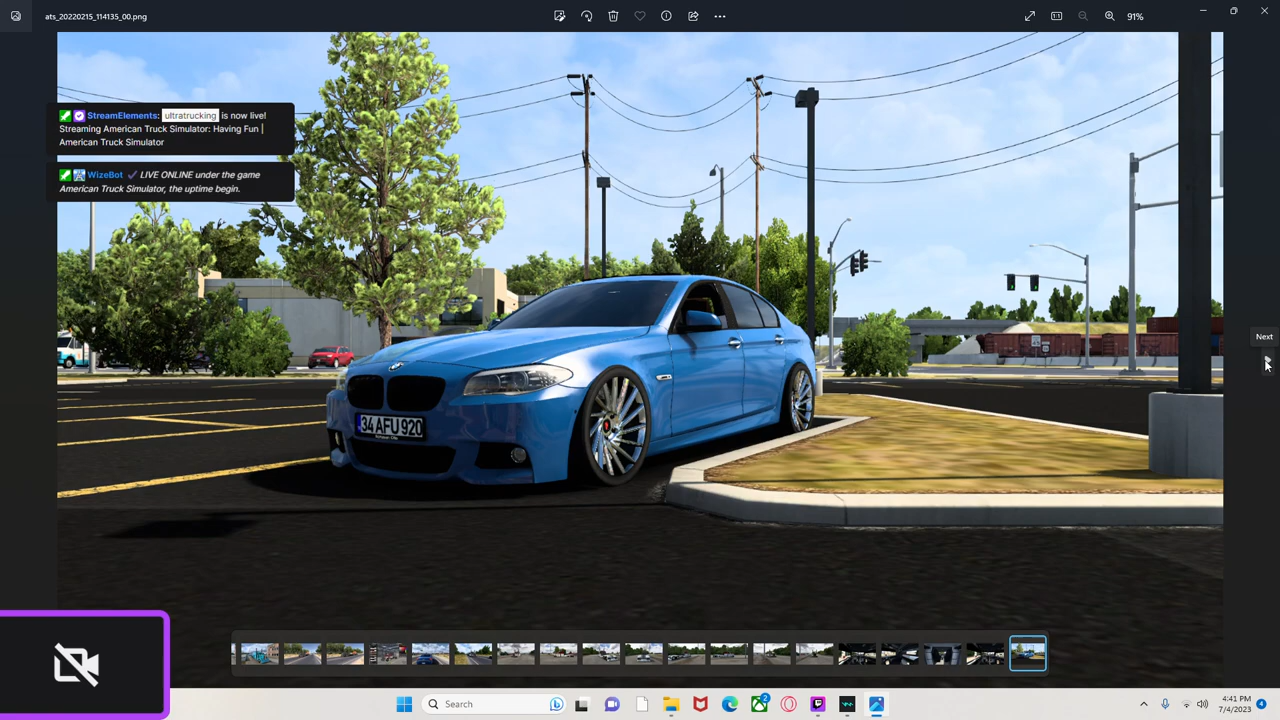 ats_20220215_114135_00.png
91%
StreamElements: ultratrucking is now live!
Streaming American Truck Simulator: Having Fun |
American Truck Simulator
WizeBot ✓ LIVE ONLINE under the game
American Truck Simulator, the uptime begin.
Next
34 AFU 920
Search
2
4:41 PM
7/4/2023
4